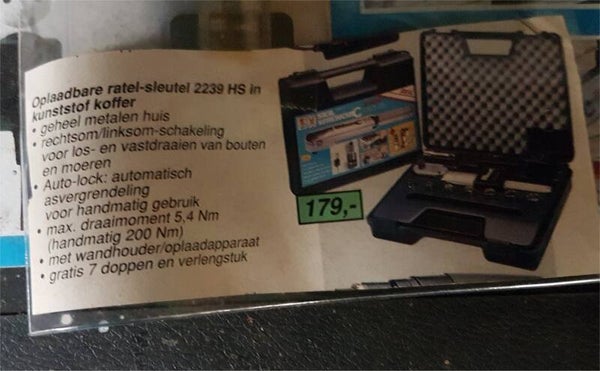 Oplaadbare ratel-sleutel 2239 HS in
kunststof koffer
• geheel metalen huis
• rechtsom/linksom-schakeling
voor los- en vastdraaien van bouten
en moeren
• Auto-lock: automatisch
asvergrendeling
voor handmatig gebruik
• max. draaimoment 5,4 Nm
(handmatig 200 Nm)
• met wandhouder/oplaadapparaat
• gratis 7 doppen en verlengstuk
179,-